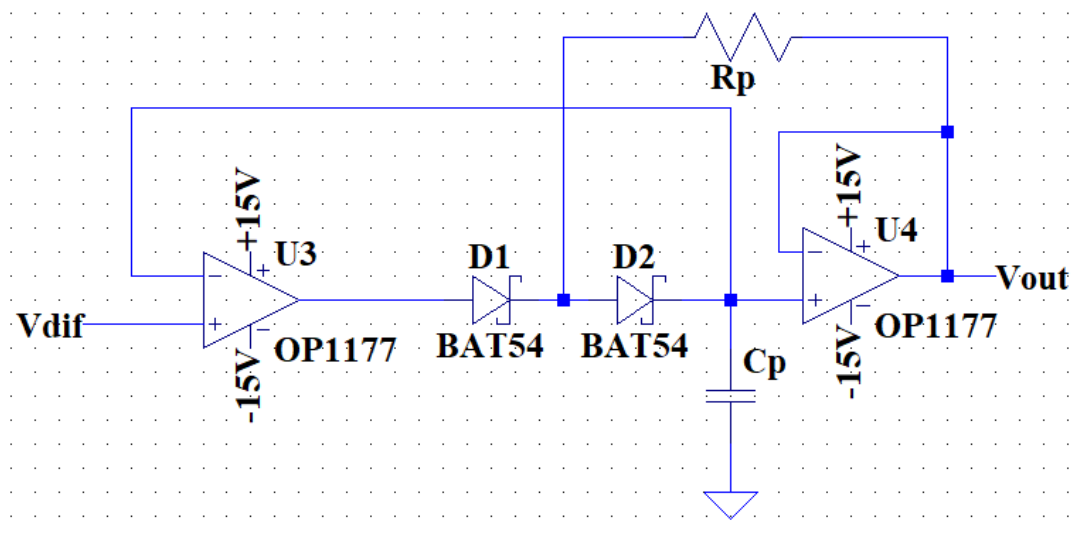 Rp
+15V
U3
-
+
+
-
Vdif
-15V
OP1177
D1
BAT54
D2
BAT54
Cp
+15V
U4
-
+
+
-
-15V
OP1177
Vout